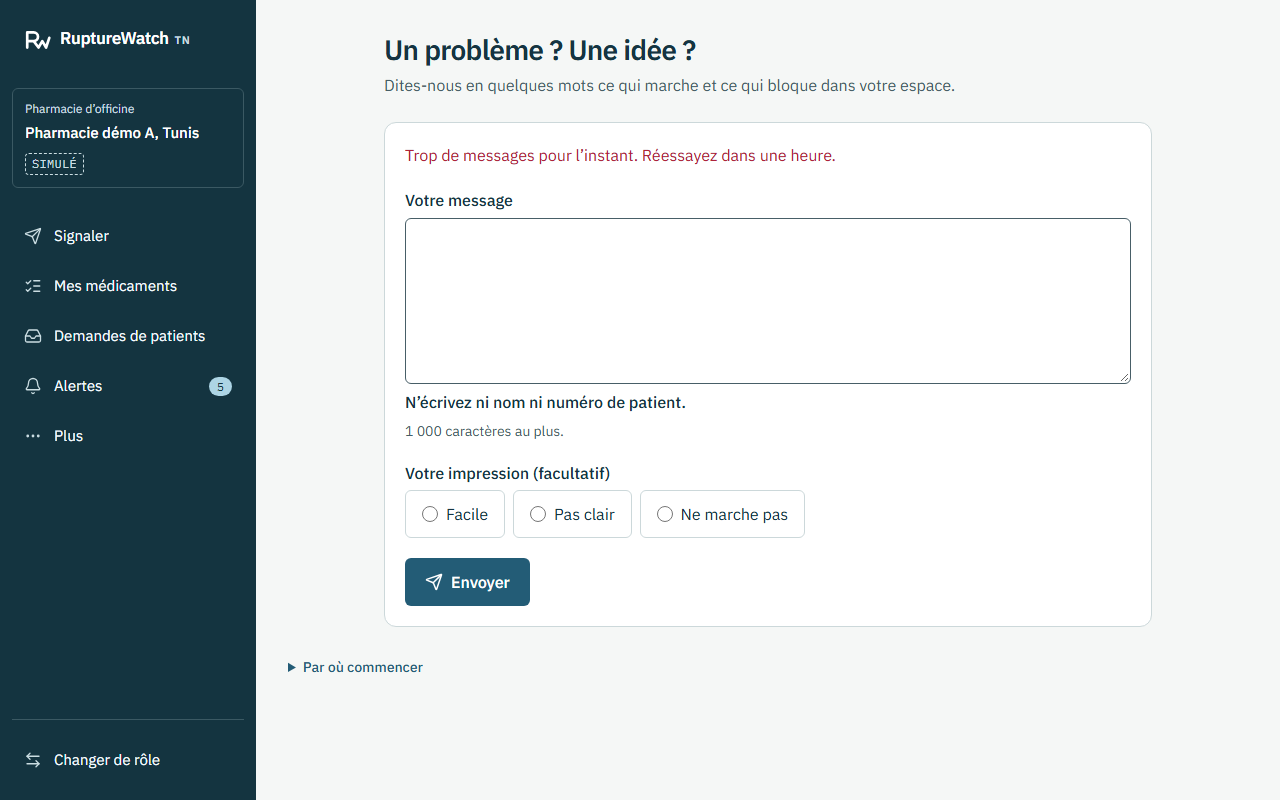 RuptureWatch TN
Pharmacie d’officine
Pharmacie démo A, Tunis
SIMULÉ
Signaler
Mes médicaments
Demandes de patients
Alertes 5
Plus
Changer de rôle
Un problème ? Une idée ?
Dites-nous en quelques mots ce qui marche et ce qui bloque dans votre espace.
Trop de messages pour l’instant. Réessayez dans une heure.
Votre message
N’écrivez ni nom ni numéro de patient.
1 000 caractères au plus.
Votre impression (facultatif)
Facile Pas clair Ne marche pas
Envoyer
Par où commencer